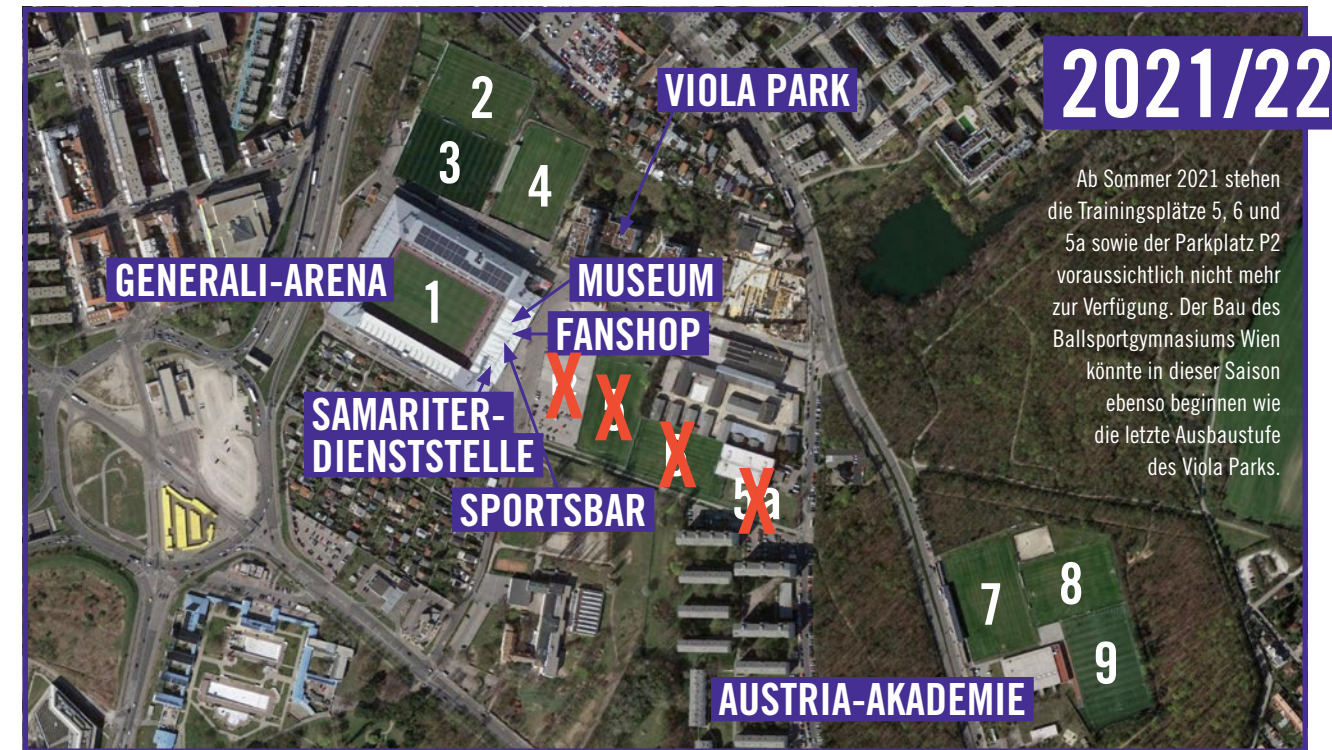 2021/22
Ab Sommer 2021 stehen
die Trainingsplätze 5, 6 und
5a sowie der Parkplatz P2
voraussichtlich nicht mehr
zur Verfügung. Der Bau des
Ballsportgymnasiums Wien
könnte in dieser Saison
ebenso beginnen wie
die letzte Ausbaustufe
des Viola Parks.
VIOLA PARK
2
3
4
GENERALI-ARENA
1
MUSEUM
FANSHOP
SAMARITER-
DIENSTSTELLE
SPORTSBAR
X
X
X
X
5a
7
8
9
AUSTRIA-AKADEMIE